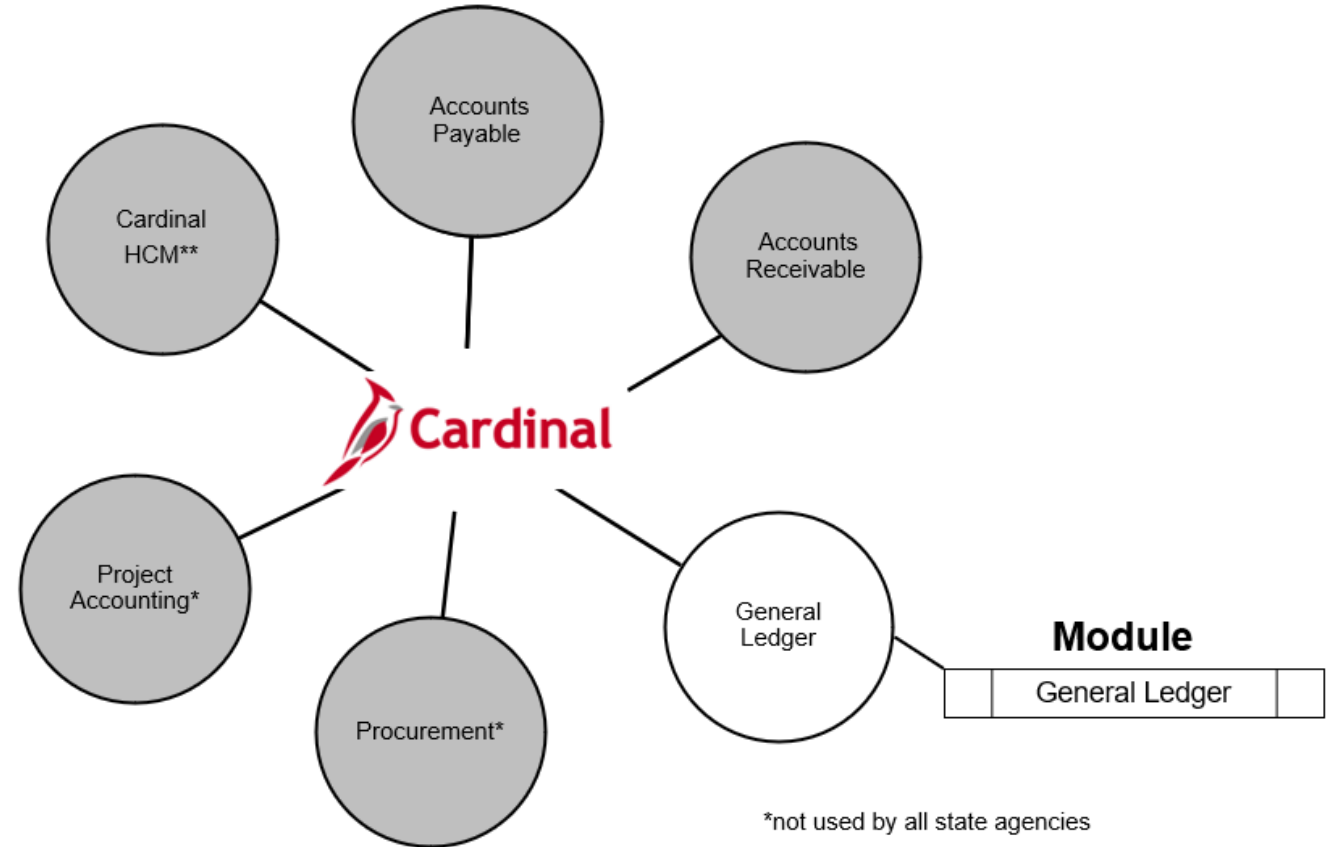 Accounts
Payable
Cardinal
HCM**
Accounts
Receivable
Cardinal
Project
Accounting*
General
Ledger
Module
General Ledger
Procurement*
*not used by all state agencies